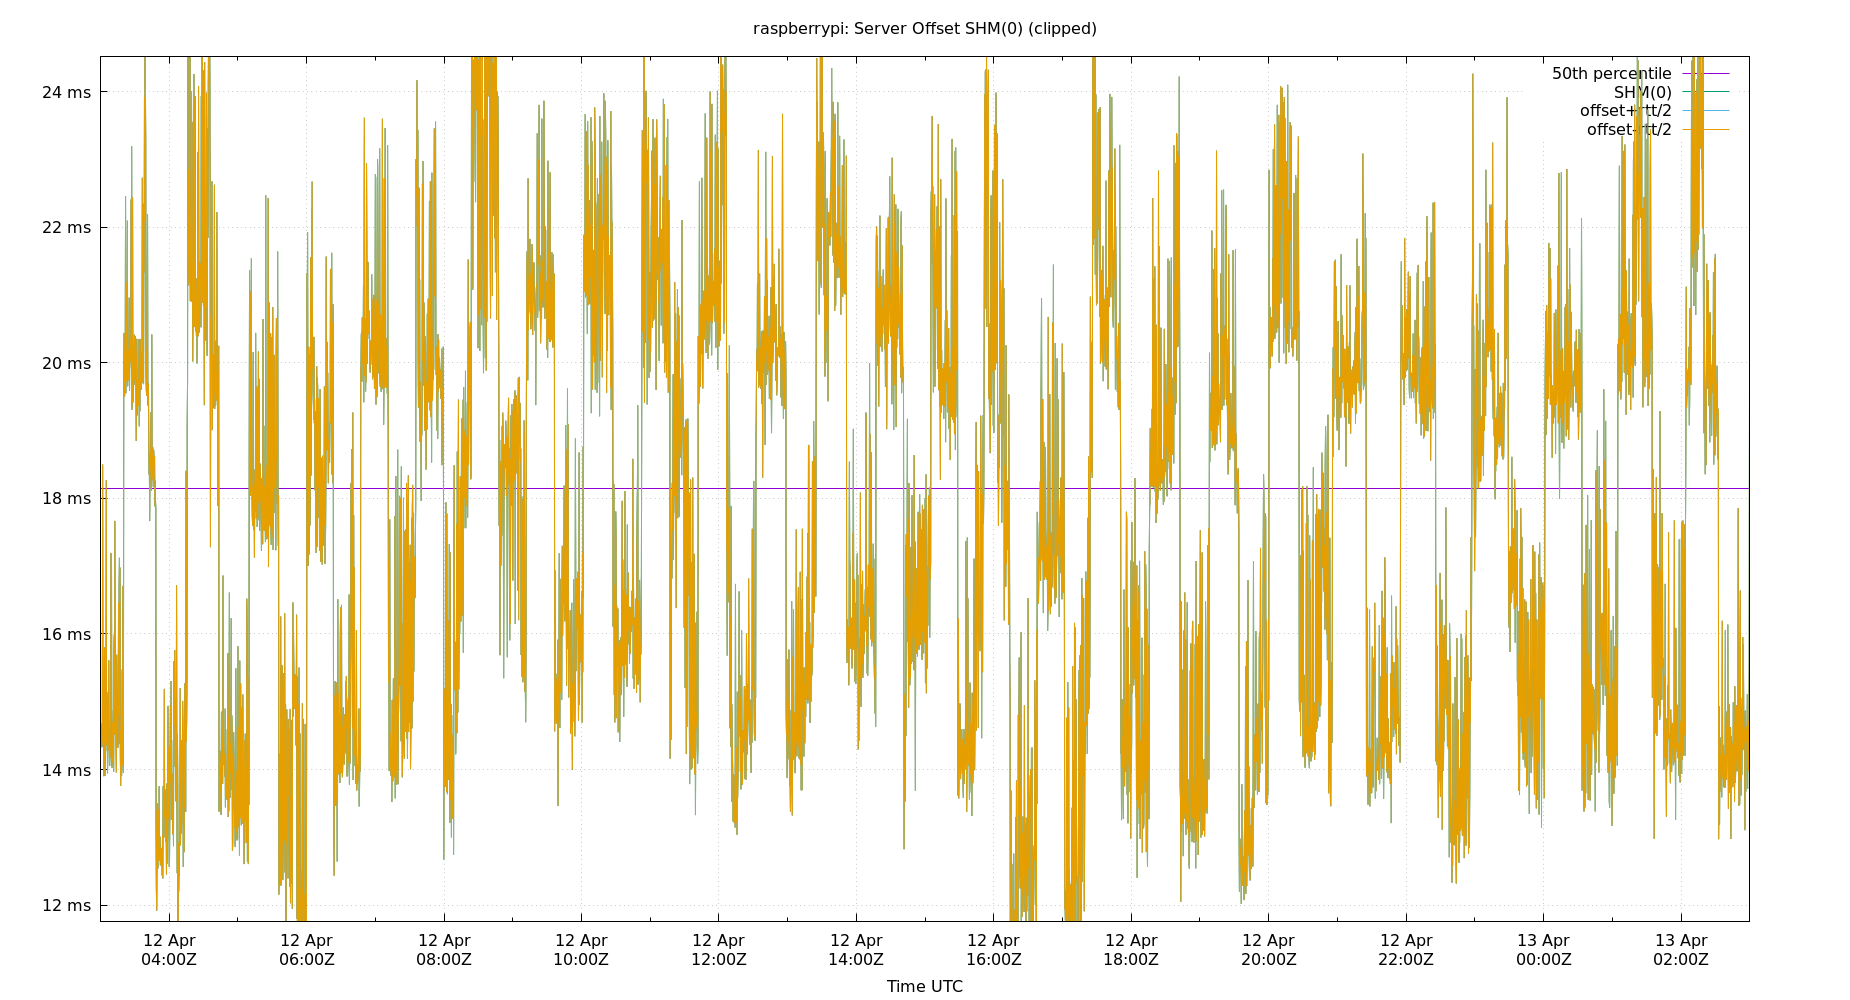 raspberrypi: Server Offset SHM(0) (clipped)
50th percentile
SHM(0)
offset+rtt/2
offset-rtt/2
24 ms
22 ms
20 ms
18 ms
16 ms
14 ms
12 ms
12 Apr 12 Apr 12 Apr 12 Apr 12 Apr 12 Apr 12 Apr 12 Apr 12 Apr 12 Apr 13 Apr 13 Apr
04:00Z 06:00Z 08:00Z 10:00Z 12:00Z 14:00Z 16:00Z 18:00Z 20:00Z 22:00Z 00:00Z 02:00Z
Time UTC